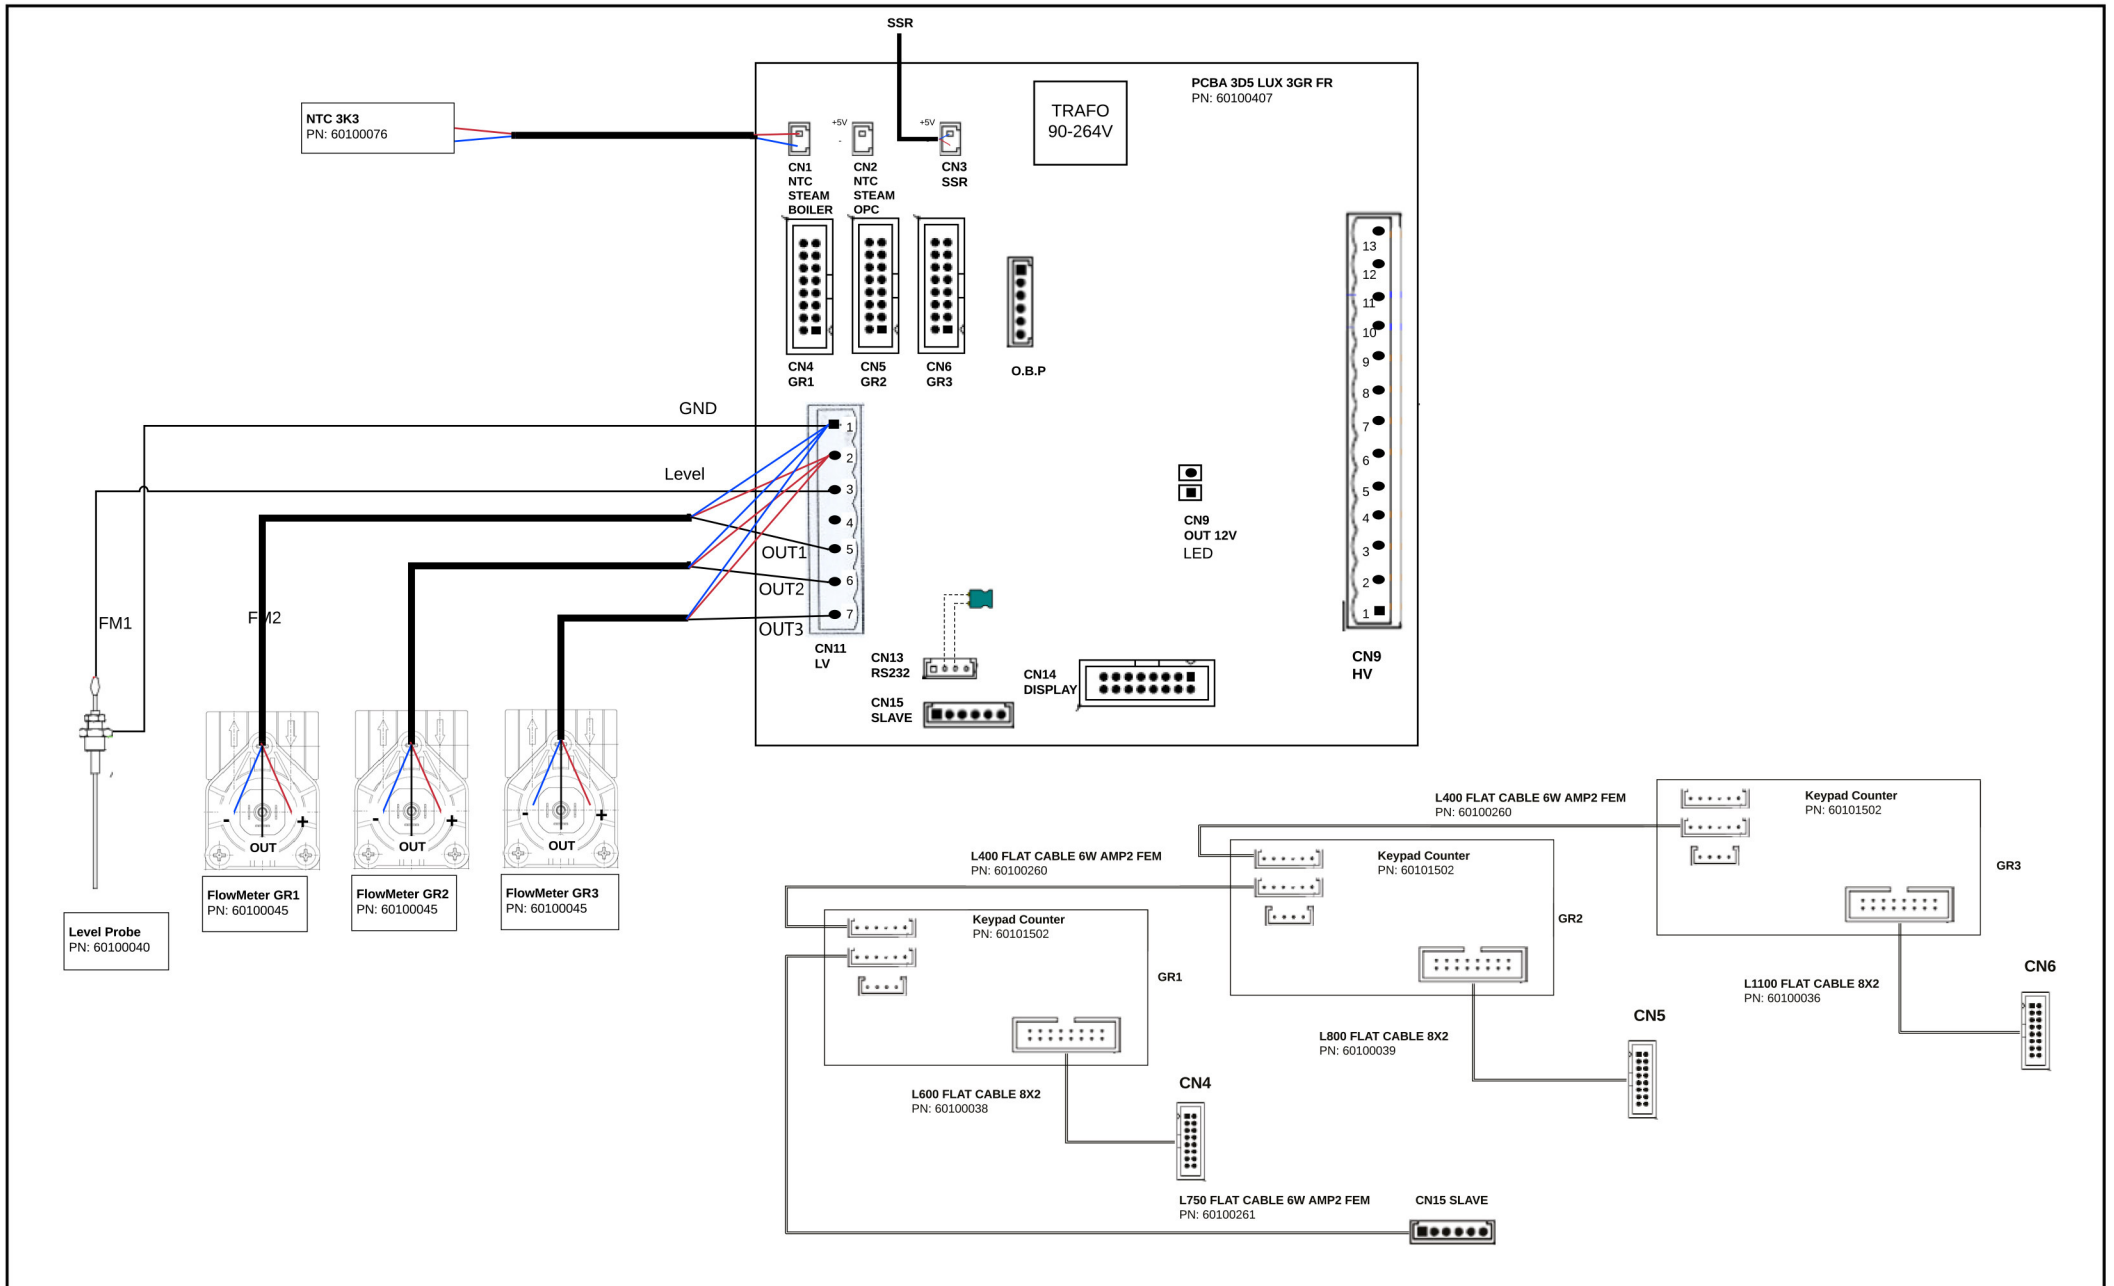 SSR
PCBA 3D5 LUX 3GR FR
PN: 60100407
TRAFO
90-264V
NTC 3K3
PN: 60100076
+5V
-
+5V
CN1
NTC
STEAM
BOILER
CN2
NTC
STEAM
OPC
CN3
SSR
CN4
GR1
CN5
GR2
CN6
GR3
O.B.P
13
12
11
10
9
8
7
6
5
4
3
2
1
CN9
HV
GND
Level
1
2
3
4
5
6
7
OUT1
OUT2
OUT3
CN11
LV
CN9
OUT 12V
LED
FM1
FM2
CN13
RS232
CN14
DISPLAY
CN15
SLAVE
-
+
OUT
-
+
OUT
-
+
OUT
FlowMeter GR1
PN: 60100045
FlowMeter GR2
PN: 60100045
FlowMeter GR3
PN: 60100045
Level Probe
PN: 60100040
L400 FLAT CABLE 6W AMP2 FEM
PN: 60100260
Keypad Counter
PN: 60101502
GR3
L400 FLAT CABLE 6W AMP2 FEM
PN: 60100260
Keypad Counter
PN: 60101502
GR2
Keypad Counter
PN: 60101502
GR1
L1100 FLAT CABLE 8X2
PN: 60100036
CN6
L800 FLAT CABLE 8X2
PN: 60100039
CN5
L600 FLAT CABLE 8X2
PN: 60100038
CN4
L750 FLAT CABLE 6W AMP2 FEM
PN: 60100261
CN15 SLAVE